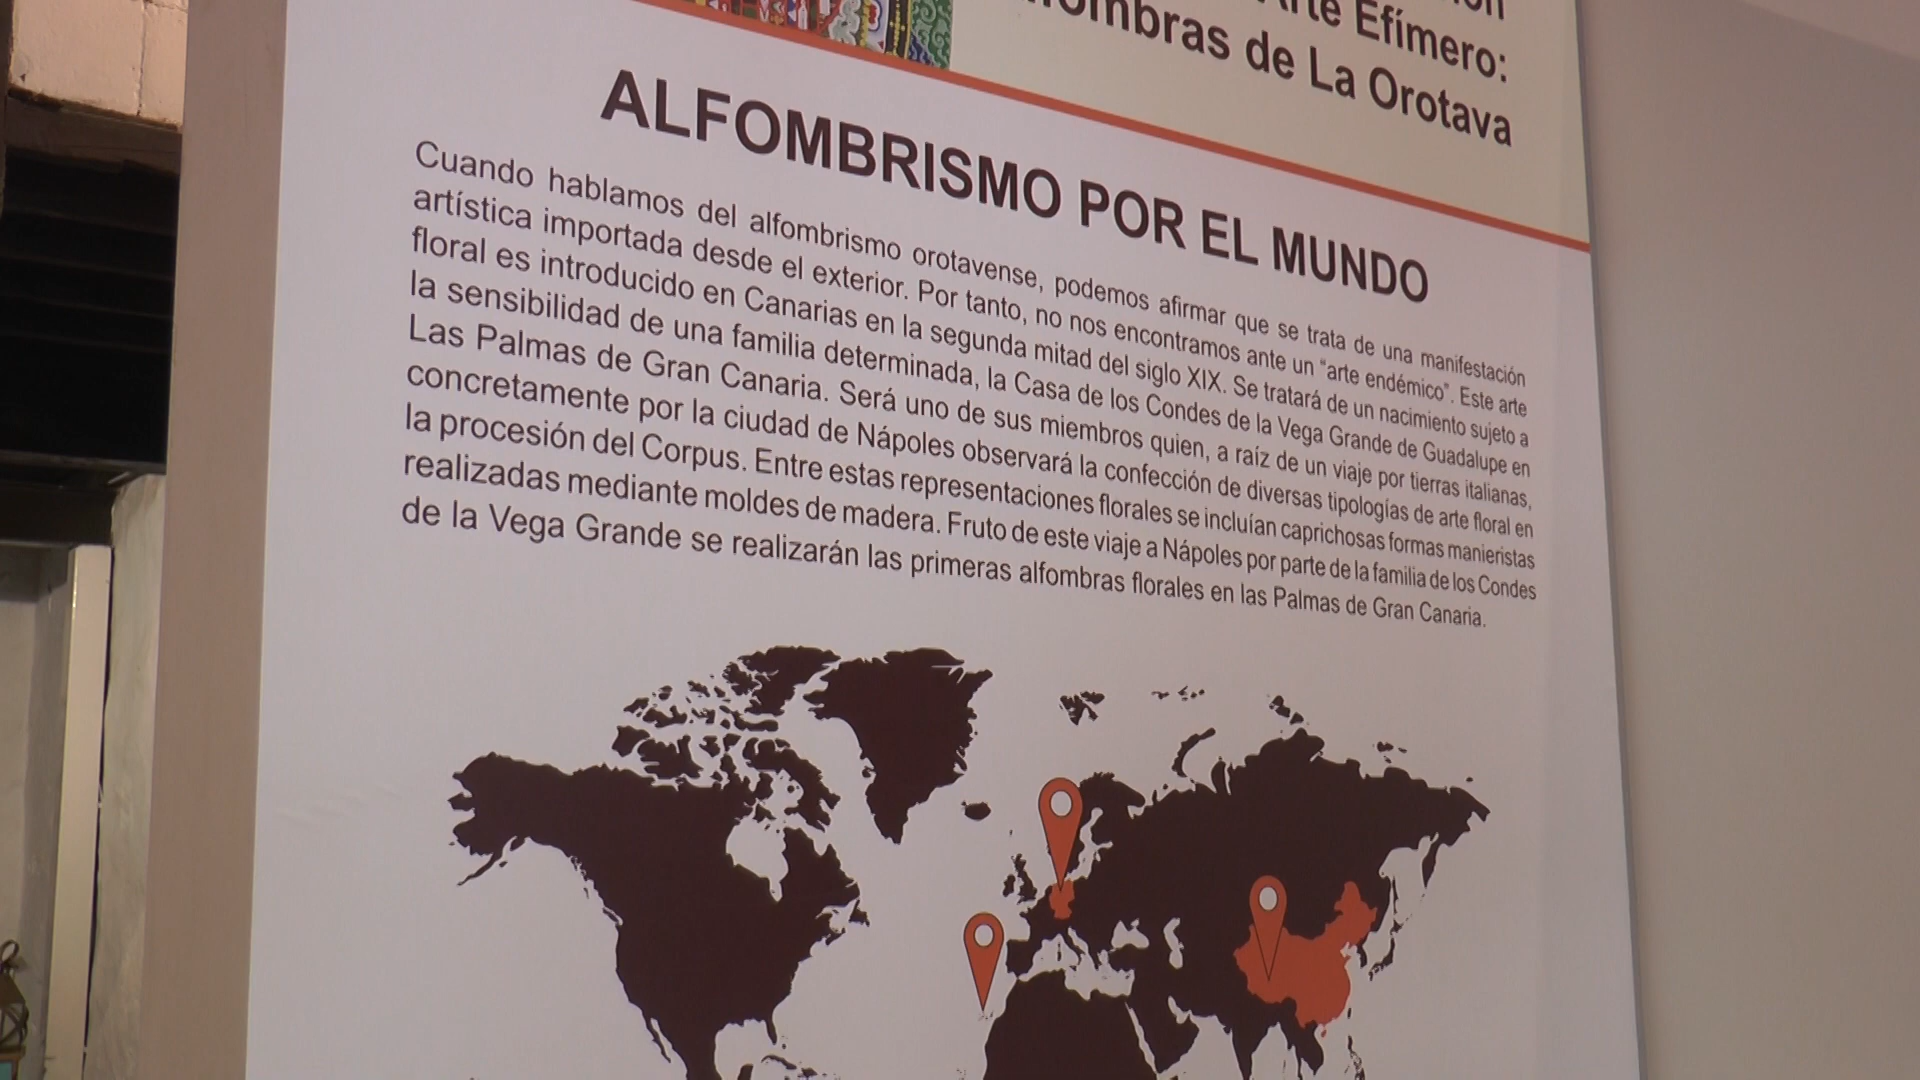 Arte Efímero:
de La Orotava
ALFOMBRISMO POR EL MUNDO
Cuando hablamos del alfombrismo orotavense, podemos afirmar que se trata de una manifestación
artística importada desde el exterior. Por tanto, no nos encontramos ante un “arte endémico”. Este arte
floral es introducido en Canarias en la segunda mitad del siglo XIX. Se tratará de un nacimiento sujeto a
la sensibilidad de una familia determinada, la Casa de los Condes de la Vega Grande de Guadalupe en
Las Palmas de Gran Canaria. Será uno de sus miembros quien, a raíz de un viaje por tierras italianas,
concretamente por la ciudad de Nápoles observará la confección de diversas tipologías de arte floral en
la procesión del Corpus. Entre estas representaciones florales se incluían caprichosas formas manieristas
realizadas mediante moldes de madera. Fruto de este viaje a Nápoles por parte de la familia de los Condes
de la Vega Grande se realizarán las primeras alfombras florales en las Palmas de Gran Canaria.